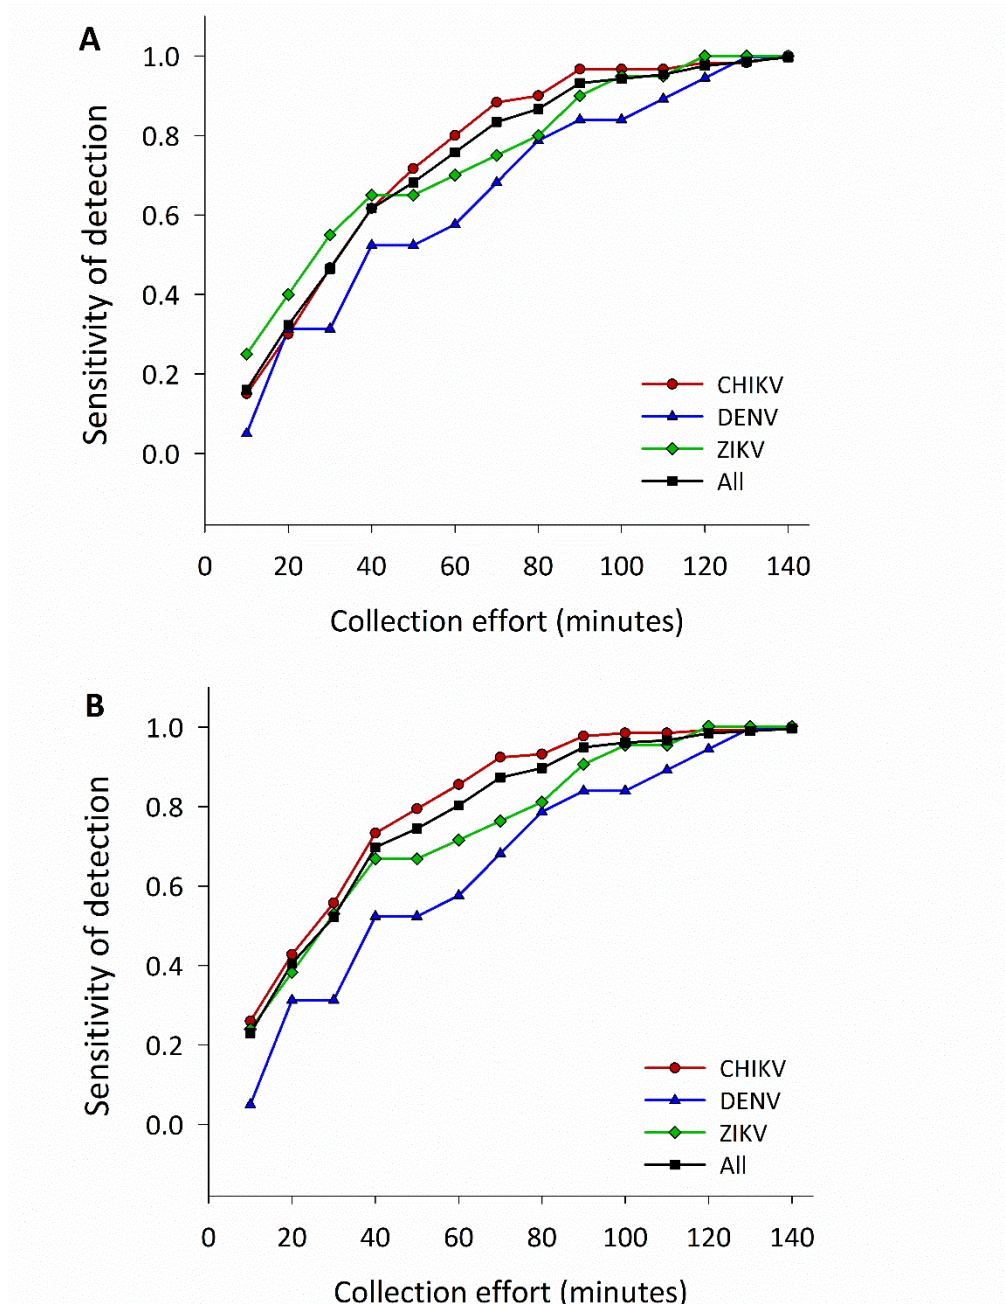 A
1.0
0.8
0.6
0.4
0.2
0.0
Sensitivity of detection
CHIKV
DENV
ZIKV
All
0 20 40 60 80 100 120 140
Collection effort (minutes)
B
1.0
0.8
0.6
0.4
0.2
0.0
Sensitivity of detection
CHIKV
DENV
ZIKV
All
0 20 40 60 80 100 120 140
Collection effort (minutes)